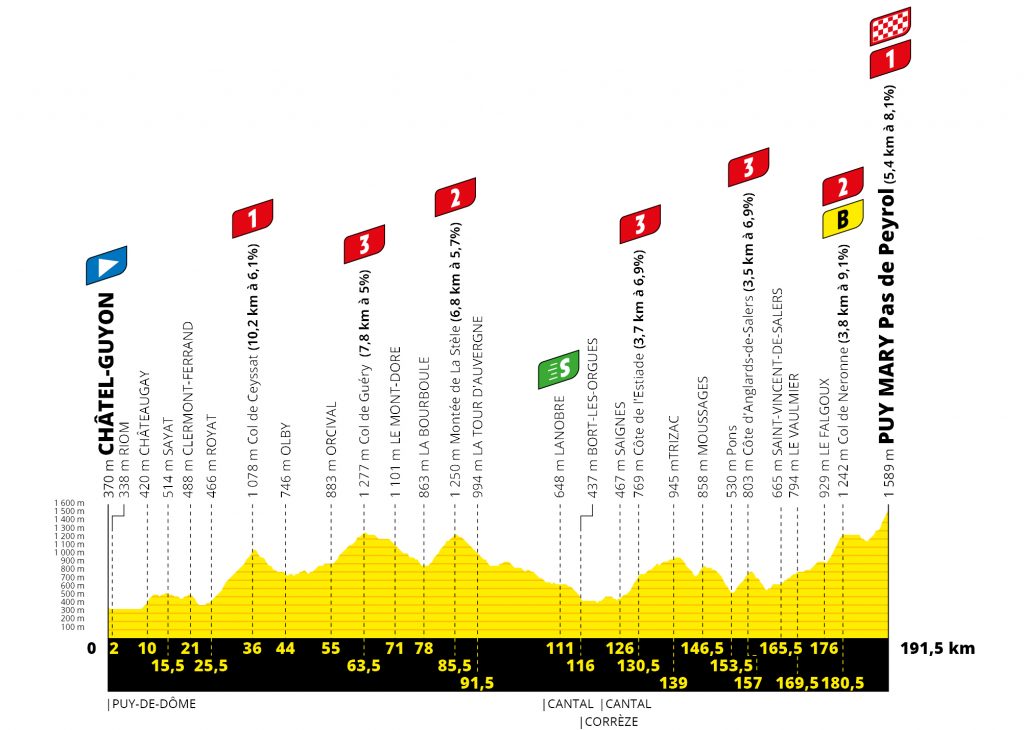 CHÂTEL-GUYON
370 m
338 m RIOM
420 m CHÂTEAUGAY
514 m SAYAT
488 m CLERMONT-FERRAND
466 m ROYAT
1
1 078 m Col de Ceyssat (10,2 km à 6,1%)
746 m OLBY
883 m ORCIVAL
3
1 277 m Col de Guéry (7,8 km à 5%)
1 101 m LE MONT-DORE
863 m LA BOURBOULE
2
1 250 m Montée de La Stèle (6,8 km à 5,7%)
994 m LA TOUR D'AUVERGNE
S
648 m LANOBRE
437 m BORT-LES-ORGUES
467 m SAIGNES
3
769 m Côte de l'Estiade (3,7 km à 6,9%)
945 mTRIZAC
858 m MOUSSAGES
530 m Pons
3
803 m Côte d'Anglards-de-Salers (3,5 km à 6,9%)
665 m SAINT-VINCENT-DE-SALERS
794 m LE VAULMIER
929 m LE FALGOUX
2
B
1 242 m Col de Neronne (3,8 km à 9,1%)
1
PUY MARY Pas de Peyrol (5,4 km à 8,1%)
1 589 m
1 600 m
1 500 m
1 400 m
1 300 m
1 200 m
1 100 m
1 000 m
900 m
800 m
700 m
600 m
500 m
400 m
300 m
200 m
100 m
0 2 10 21 36 44 55 71 78 111 126 146,5 165,5 176 191,5 km
15,5 25,5 63,5 85,5 116 130,5 153,5
91,5 139 157 169,5 180,5
|PUY-DE-DÔME |CANTAL |CANTAL
|CORRÈZE